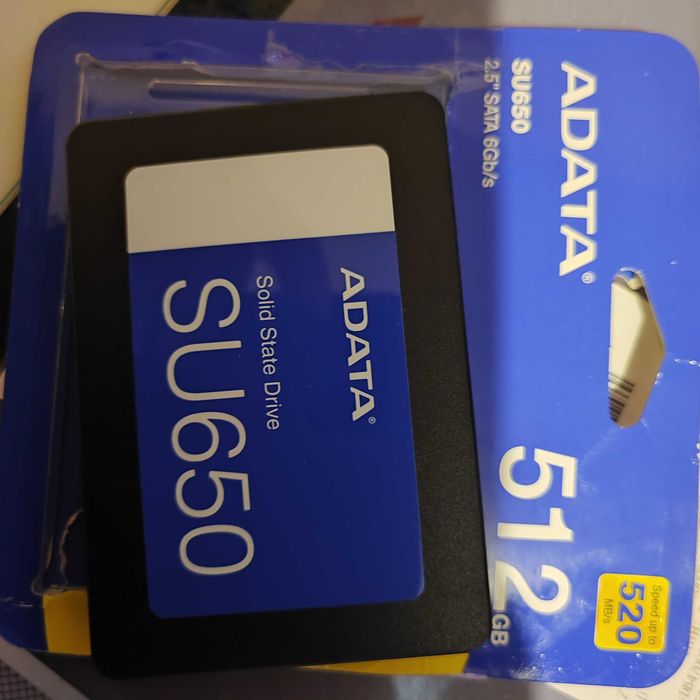 ADATA®
SU650
2.5" SATA 6Gb/s
512GB
Speed up to
520
MB/s
ADATA®
Solid State Drive
SU650